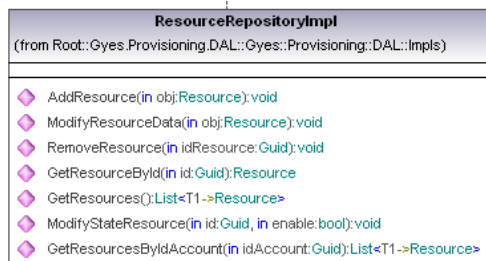 ResourceRepositoryImpl
(from Root::Gyes.Provisioning.DAL::Gyes::Provisioning::DAL::Impls)
AddResource(in obj:Resource):void
ModifyResourceData(in obj:Resource):void
RemoveResource(in idResource:Guid):void
GetResourceById(in id:Guid):Resource
GetResources():List<T1->Resource>
ModifyStateResource(in id:Guid, in enable:bool):void
GetResourcesByIdAccount(in idAccount:Guid):List<T1->Resource>